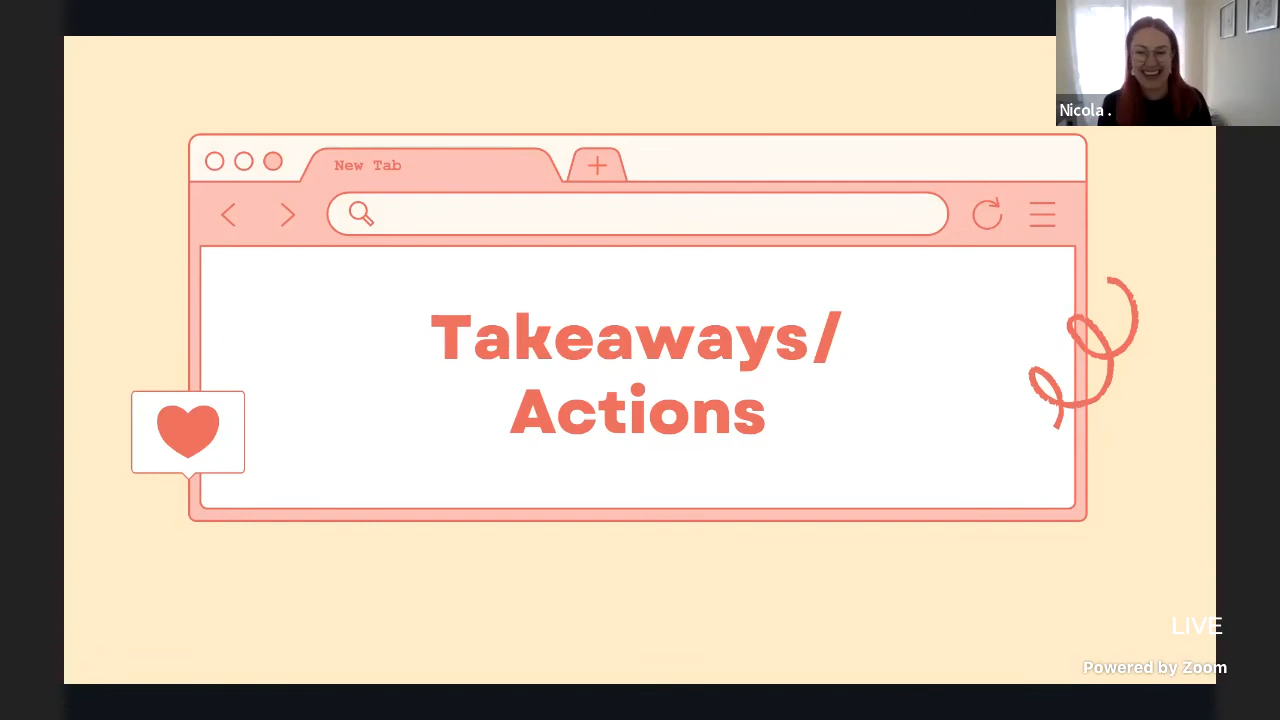 Nicola .
New Tab
Takeaways/
Actions
LIVE
Powered by Zoom